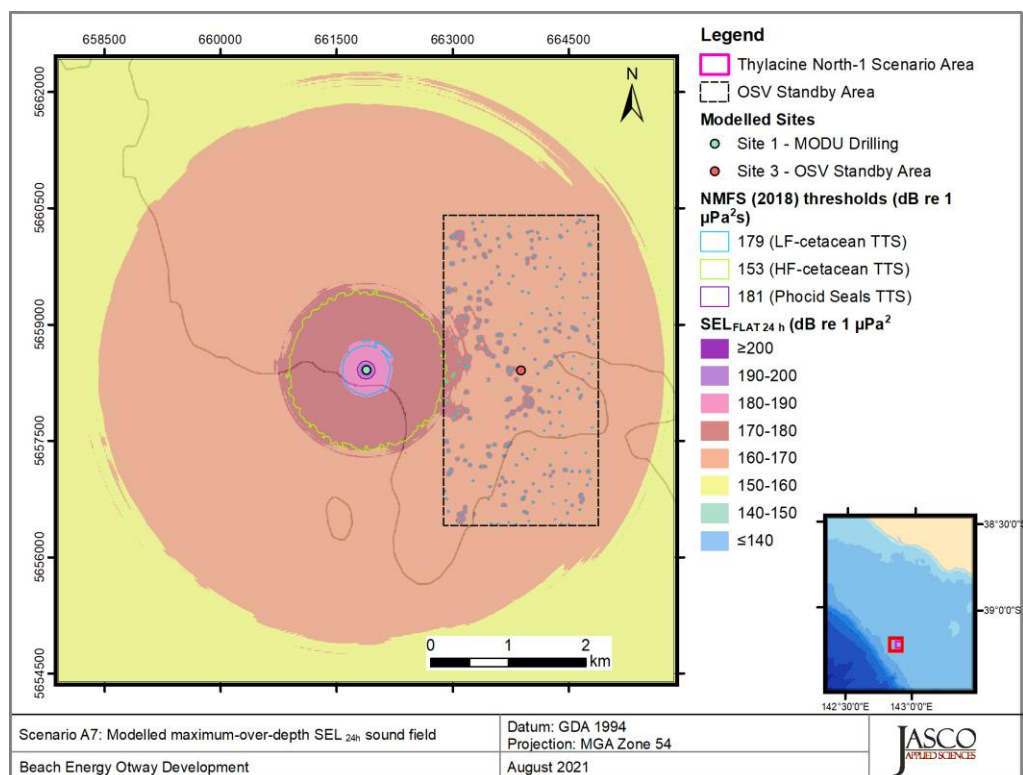 658500 660000 661500 663000 664500
5662000
5660500
5659000
5657500
5656000
5654500
N
0 1 2
km
Legend
Thylacine North-1 Scenario Area
OSV Standby Area
Modelled Sites
Site 1 - MODU Drilling
Site 3 - OSV Standby Area
NMFS (2018) thresholds (dB re 1
µPa²s)
179 (LF-cetacean TTS)
153 (HF-cetacean TTS)
181 (Phocid Seals TTS)
SEL FLAT 24 h (dB re 1 µPa²
≥200
190-200
180-190
170-180
160-170
150-160
140-150
≤140
38°30'0"S
39°0'0"S
142°30'0"E 143°0'0"E
Scenario A7: Modelled maximum-over-depth SEL 24h sound field
Datum: GDA 1994
Projection: MGA Zone 54
Beach Energy Otway Development
August 2021
JASCO
APPLIED SCIENCES